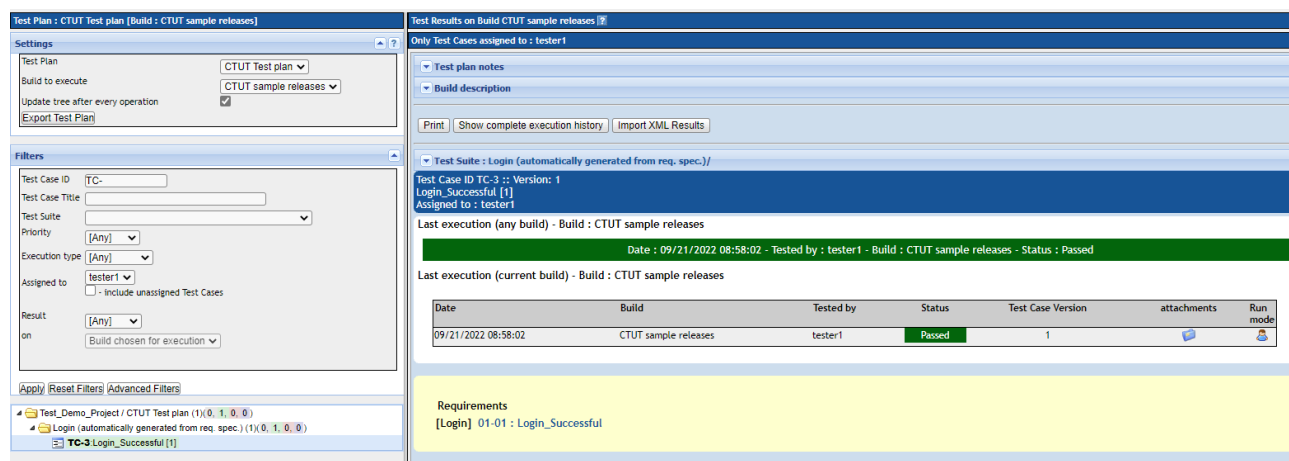 Test Plan : CTUT Test plan [Build : CTUT sample releases]
Settings
?
Test Plan
CTUT Test plan
Build to execute
CTUT sample releases
Update tree after every operation
Export Test Plan
Filters
Test Case ID
TC-
Test Case Title
Test Suite
Priority
[Any]
Execution type
[Any]
Assigned to
tester1
- include unassigned Test Cases
Result
[Any]
on
Build chosen for execution
Apply Reset Filters Advanced Filters
Test_Demo_Project / CTUT Test plan (1)(0, 1, 0, 0)
Login (automatically generated from req. spec.) (1)(0, 1, 0, 0)
TC-3:Login_Successful [1]
Test Results on Build CTUT sample releases ?
Only Test Cases assigned to : tester1
Test plan notes
Build description
Print Show complete execution history Import XML Results
Test Suite : Login (automatically generated from req. spec.)/
Test Case ID TC-3 :: Version: 1
Login_Successful [1]
Assigned to : tester1
Last execution (any build) - Build : CTUT sample releases
Date : 09/21/2022 08:58:02 - Tested by : tester1 - Build : CTUT sample releases - Status : Passed
Last execution (current build) - Build : CTUT sample releases
Date Build Tested by Status Test Case Version attachments Run mode
09/21/2022 08:58:02 CTUT sample releases tester1 Passed 1
Requirements
[Login] 01-01 : Login_Successful